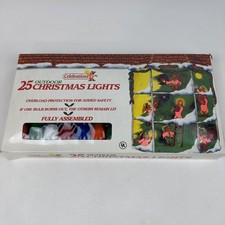 Celebrations
OUTDOOR
25 CHRISTMAS LIGHTS
OVERLOAD PROTECTION FOR ADDED SAFETY
IF ONE BULB BURNS OUT, THE OTHERS REMAIN LIT
FULLY ASSEMBLED